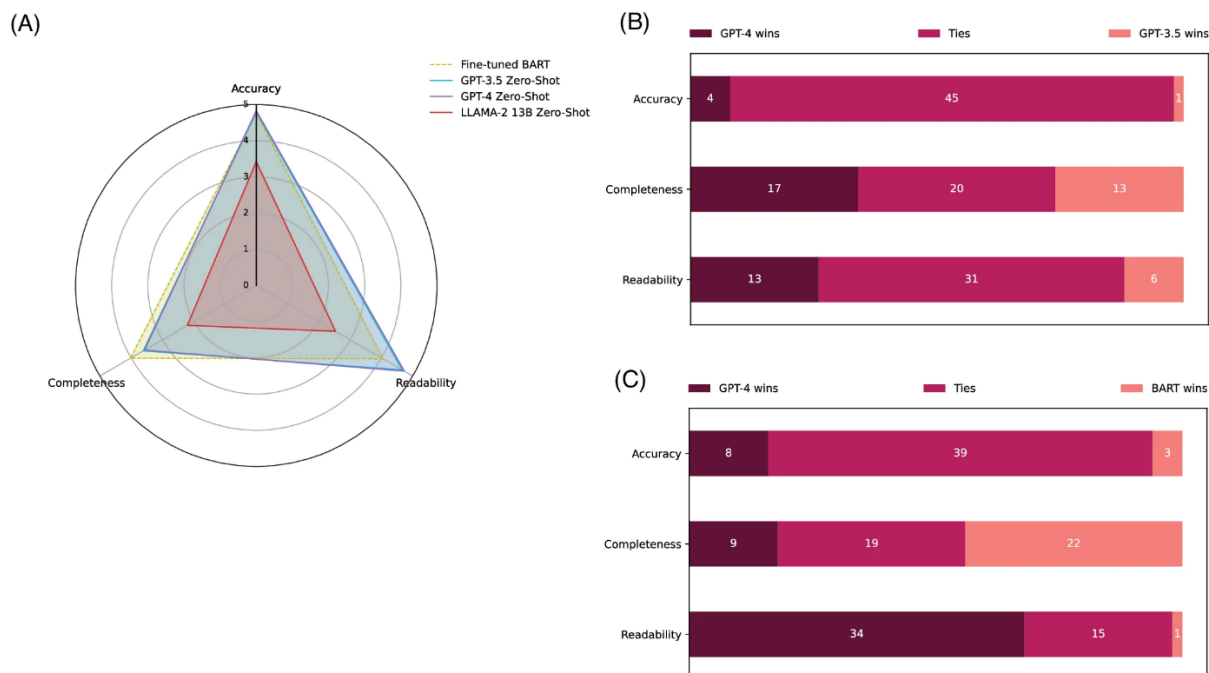 (A)
Fine-tuned BART
GPT-3.5 Zero-Shot
GPT-4 Zero-Shot
LLAMA-2 13B Zero-Shot
Accuracy
5
4
3
2
1
0
Completeness
Readability
(B)
GPT-4 wins Ties GPT-3.5 wins
Accuracy 4 45 1
Completeness 17 20 13
Readability 13 31 6
(C)
GPT-4 wins Ties BART wins
Accuracy 8 39 3
Completeness 9 19 22
Readability 34 15 1